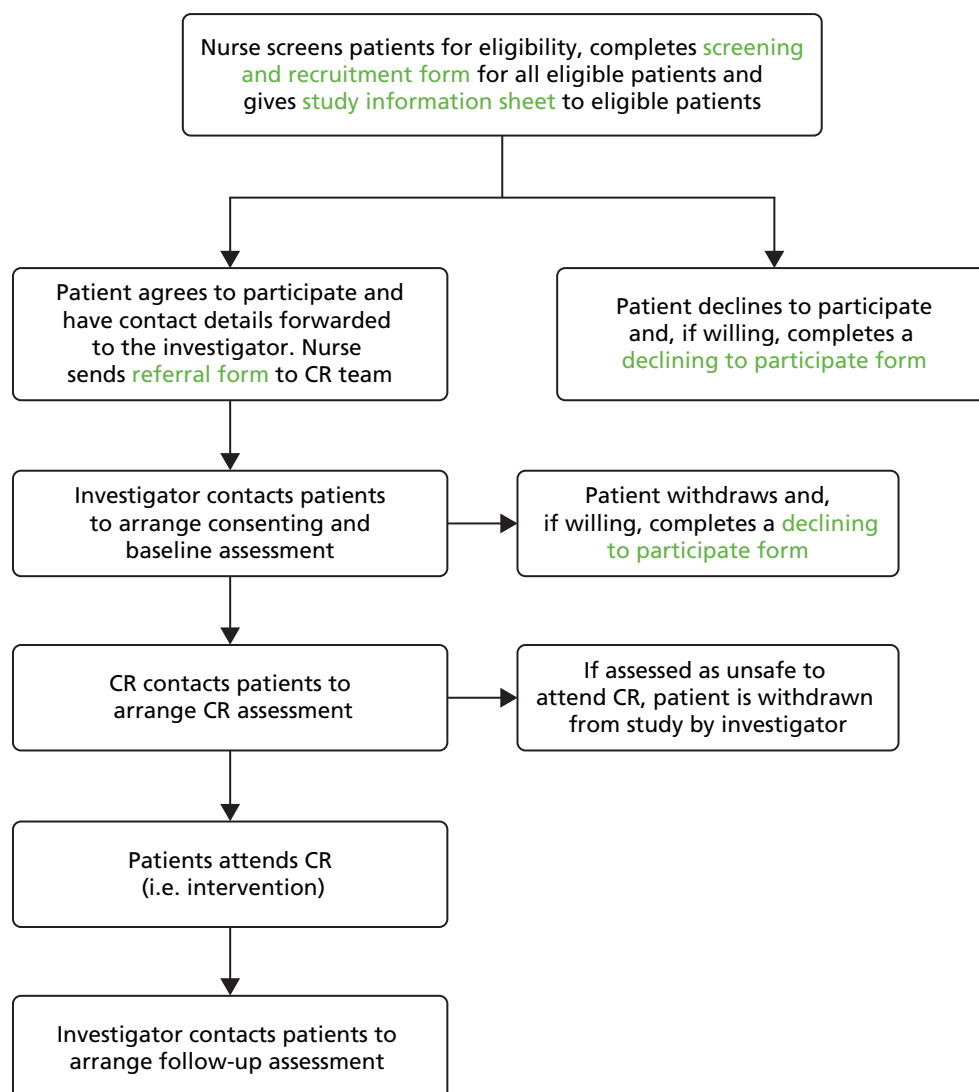 Nurse screens patients for eligibility, completes screening
and recruitment form for all eligible patients and
gives study information sheet to eligible patients
Patient agrees to participate and
have contact details forwarded
to the investigator. Nurse
sends referral form to CR team
Patient declines to participate
and, if willing, completes a
declining to participate form
Investigator contacts patients
to arrange consenting and
baseline assessment
Patient withdraws and,
if willing, completes a declining
to participate form
CR contacts patients to
arrange CR assessment
If assessed as unsafe to
attend CR, patient is withdrawn
from study by investigator
Patients attends CR
(i.e. intervention)
Investigator contacts patients to
arrange follow-up assessment